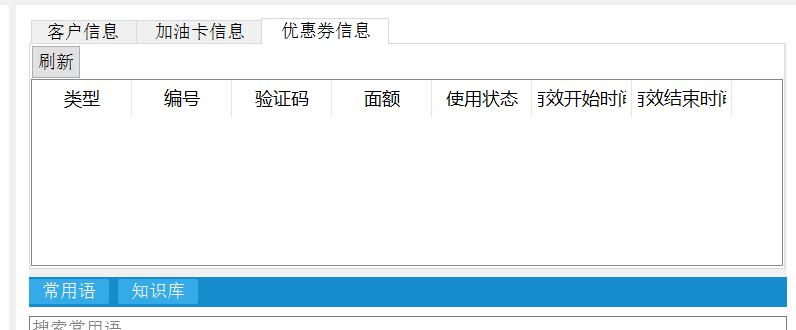 客户信息 加油卡信息 优惠券信息
刷新
类型 编号 验证码 面额 使用状态 有效开始时间 有效结束时间
常用语 知识库
搜索常用语